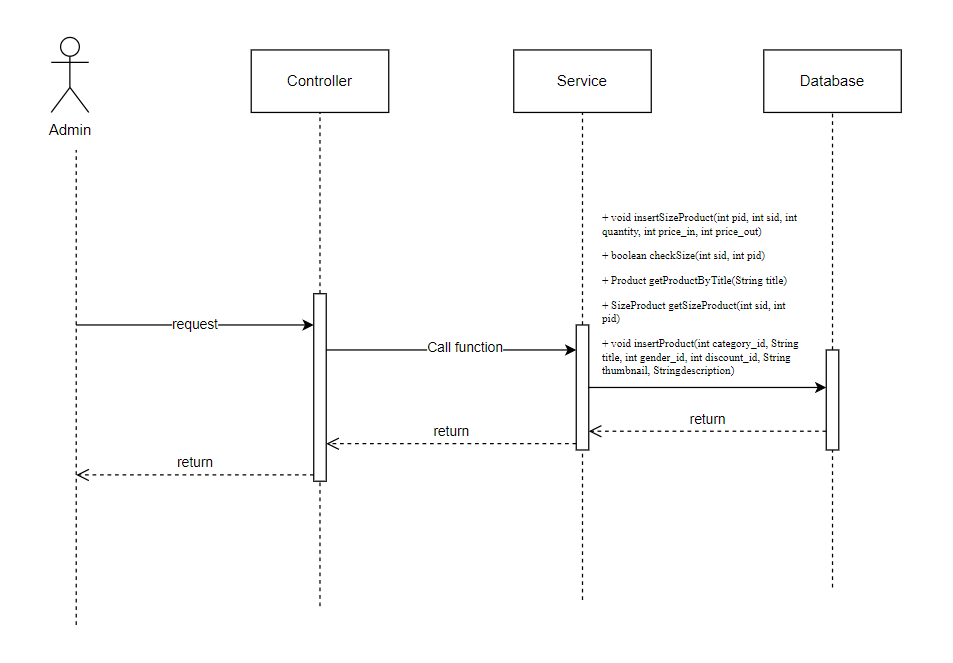 Controller
Service
Database
Admin
+ void insertSizeProduct(int pid, int sid, int
quantity, int price_in, int price_out)
+ boolean checkSize(int sid, int pid)
+ Product getProductByTitle(String title)
+ SizeProduct getSizeProduct(int sid, int
pid)
+ void insertProduct(int category_id, String
title, int gender_id, int discount_id, String
thumbnail, Stringdescription)
request
Call function
return
return
return